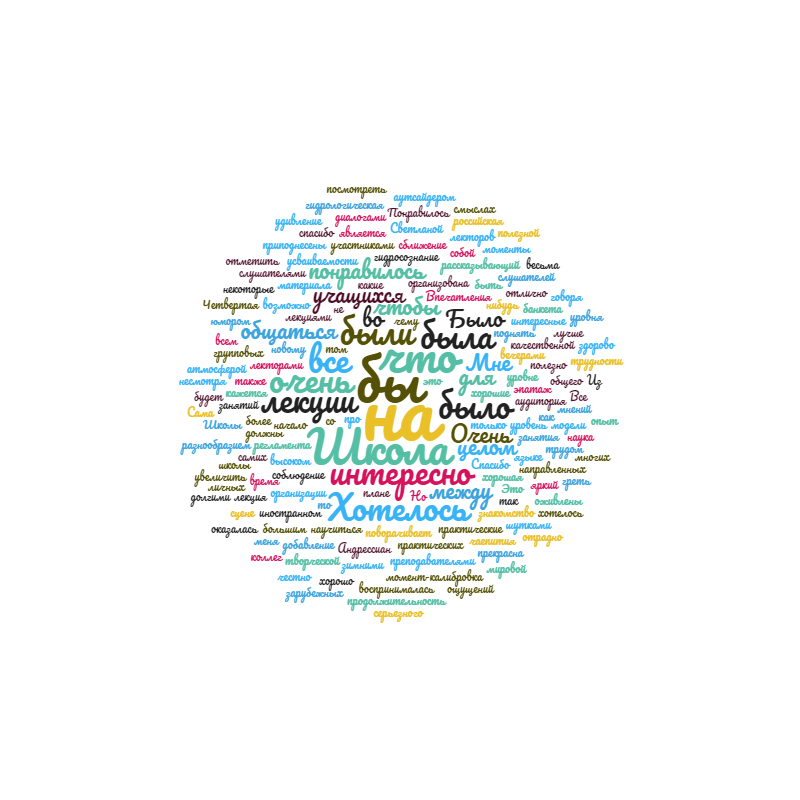 посмотреть
аутсайдером
гидрологическая
Понравилось смыслах
удивление диалогами
российская
спасибо является Светланой
лекторов полезной
приподнесены участниками сближение
собой моменты
отметить усваиваемости гидросознание
рассказывающий весьма
слушателями понравилось
слушателей
некоторые материала какие организована быть
учащихся Впечатления отлично говоря
Четвертая возможно не чтобы нибудь банкета
лекциями во чему Было интересные уровня
юмором общаться были была поднять лучше
всем качественной здорово
групповых новому том что вечерами
атмосферой лекторами все Мне полезно трудности
несмотря также очень бы это для уровне общего Из
кажется хорошие эпатаж
будет занятий лекции было аудитория Все
Сама на мнений
Школы более начало со про только уровень модели как опыт
должны Школа Очень занятия наука
разнообразием регламента целом трудом
самих высоком языке многих
школы интересно Спасибо направленных
увеличить время соблюдение хорошая яркий греть
личных плане Но между Это
долгими лекция организации так оживлены
то Хотелось
сцене иностранном знакомство хотелось
оказалась большим научиться поворачивает практические шутками
меня добавление Андрессиан практических чаепития отрадно
коллег творческой преподавателями прекрасна
зимними мировой
честно хорошо момент-калибровка
зарубежных воспринималась ощущений
продолжительность
серьезного